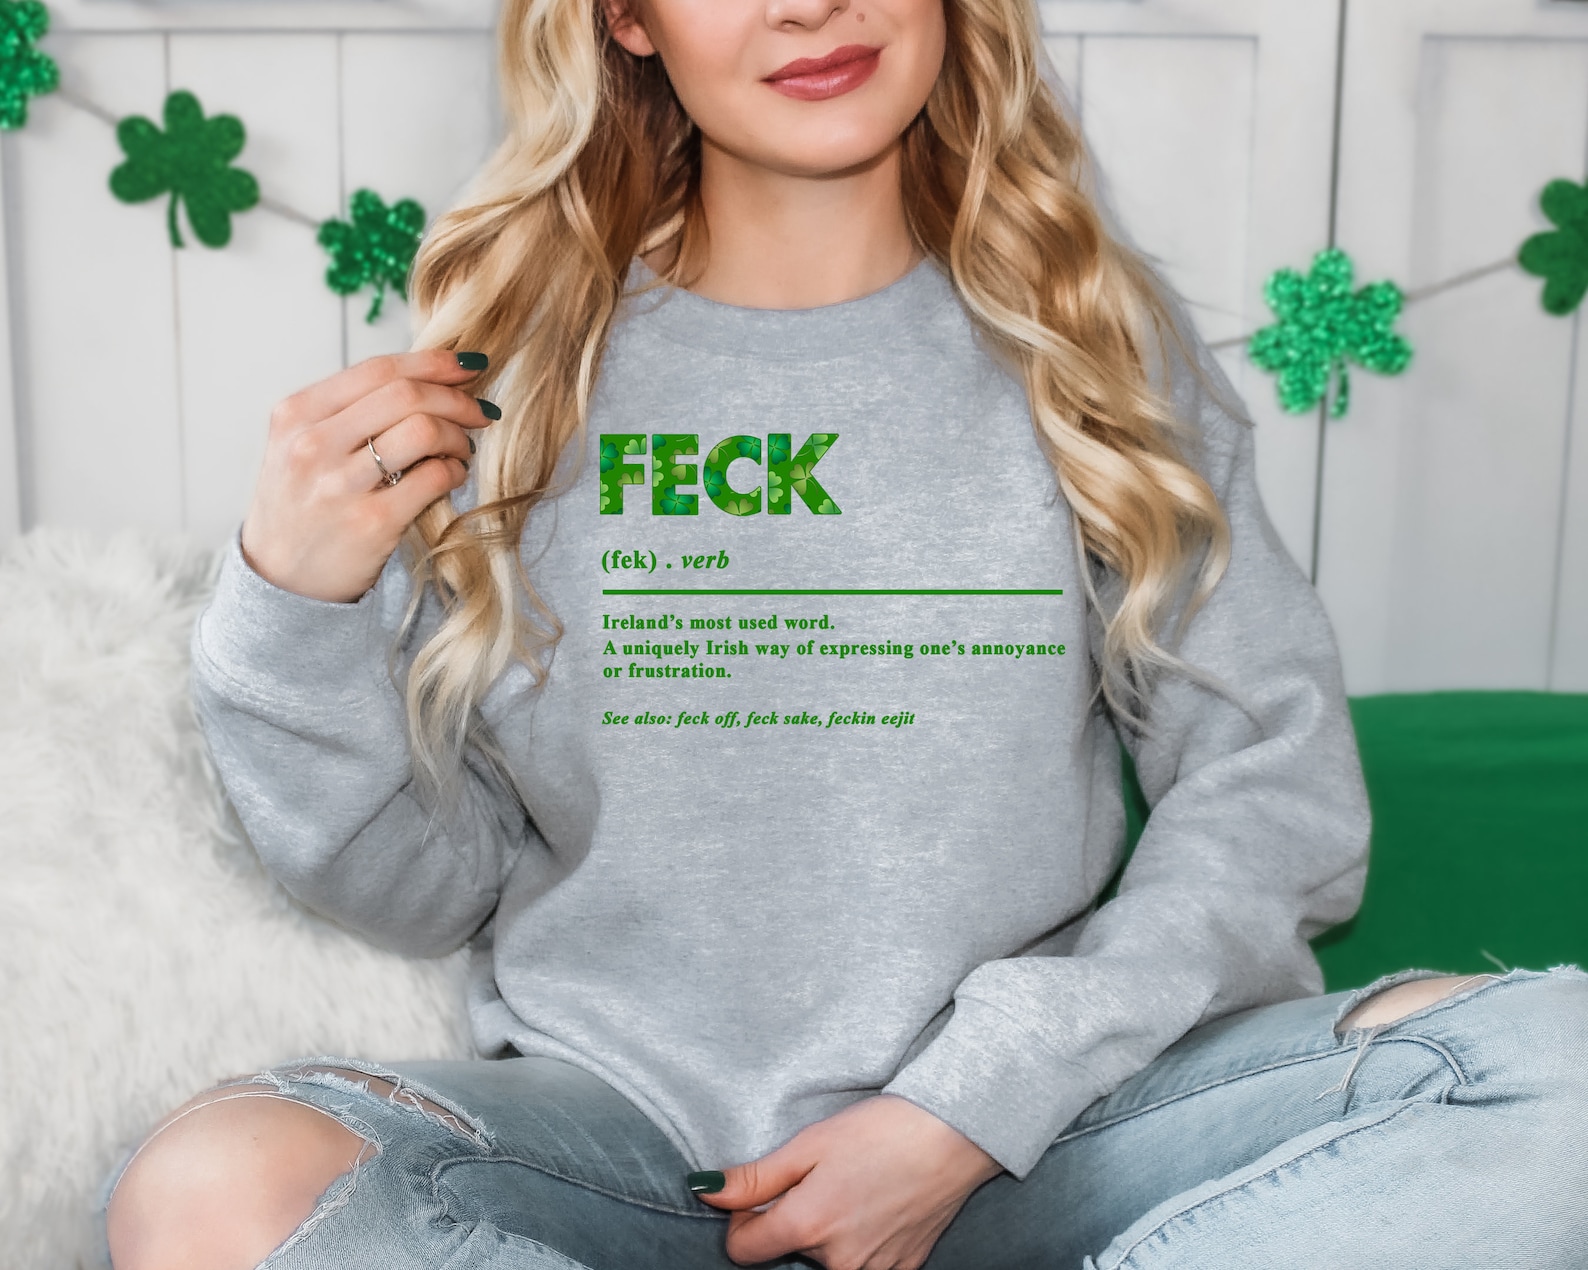 FECK
(fek) . verb
Ireland's most used word.
A uniquely Irish way of expressing one's annoyance
or frustration.
See also: feck off, feck sake, feckin eejit